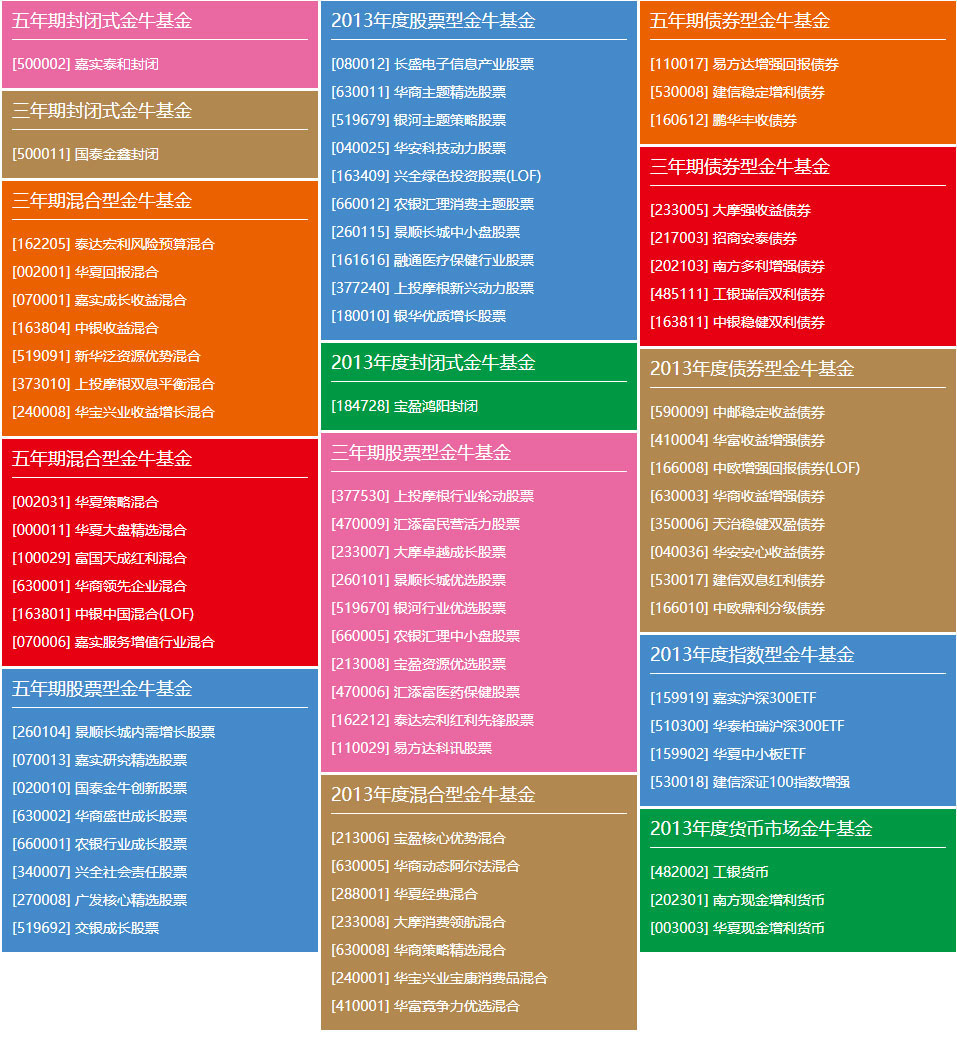 五年期封闭式金牛基金
[500002] 嘉实泰和封闭
三年期封闭式金牛基金
[500011] 国泰金鑫封闭
三年期混合型金牛基金
[162205] 泰达宏利风险预算混合
[002001] 华夏回报混合
[070001] 嘉实成长收益混合
[163804] 中银收益混合
[519091] 新华泛资源优势混合
[373010] 上投摩根双息平衡混合
[240008] 华宝兴业收益增长混合
五年期混合型金牛基金
[002031] 华夏策略混合
[000011] 华夏大盘精选混合
[100029] 富国天成红利混合
[630001] 华商领先企业混合
[163801] 中银中国混合(LOF)
[070006] 嘉实服务增值行业混合
五年期股票型金牛基金
[260104] 景顺长城内需增长股票
[070013] 嘉实研究精选股票
[020010] 国泰金牛创新股票
[630002] 华商盛世成长股票
[660001] 农银行业成长股票
[340007] 兴全社会责任股票
[270008] 广发核心精选股票
[519692] 交银成长股票
2013年度股票型金牛基金
[080012] 长盛电子信息产业股票
[630011] 华商主题精选股票
[519679] 银河主题策略股票
[040025] 华安科技动力股票
[163409] 兴全绿色投资股票(LOF)
[660012] 农银汇理消费主题股票
[260115] 景顺长城中小盘股票
[161616] 融通医疗保健行业股票
[377240] 上投摩根新兴动力股票
[180010] 银华优质增长股票
2013年度封闭式金牛基金
[184728] 宝盈鸿阳封闭
三年期股票型金牛基金
[377530] 上投摩根行业轮动股票
[470009] 汇添富民营活力股票
[233007] 大摩卓越成长股票
[260101] 景顺长城优选股票
[519670] 银河行业优选股票
[660005] 农银汇理中小盘股票
[213008] 宝盈资源优选股票
[470006] 汇添富医药保健股票
[162212] 泰达宏利红利先锋股票
[110029] 易方达科讯股票
2013年度混合型金牛基金
[213006] 宝盈核心优势混合
[630005] 华商动态阿尔法混合
[288001] 华夏经典混合
[233008] 大摩消费领航混合
[630008] 华商策略精选混合
[240001] 华宝兴业宝康消费品混合
[410001] 华富竞争力优选混合
五年期债券型金牛基金
[110017] 易方达增强回报债券
[530008] 建信稳定增利债券
[160612] 鹏华丰收债券
三年期债券型金牛基金
[233005] 大摩强收益债券
[217003] 招商安泰债券
[202103] 南方多利增强债券
[485111] 工银瑞信双利债券
[163811] 中银稳健双利债券
2013年度债券型金牛基金
[590009] 中邮稳定收益债券
[410004] 华富收益增强债券
[166008] 中欧增强回报债券(LOF)
[630003] 华商收益增强债券
[350006] 天治稳健双盈债券
[040036] 华安安心收益债券
[530017] 建信双息红利债券
[166010] 中欧鼎利分级债券
2013年度指数型金牛基金
[159919] 嘉实沪深300ETF
[510300] 华泰柏瑞沪深300ETF
[159902] 华夏中小板ETF
[530018] 建信深证100指数增强
2013年度货币市场金牛基金
[482002] 工银货币
[202301] 南方现金增利货币
[003003] 华夏现金增利货币